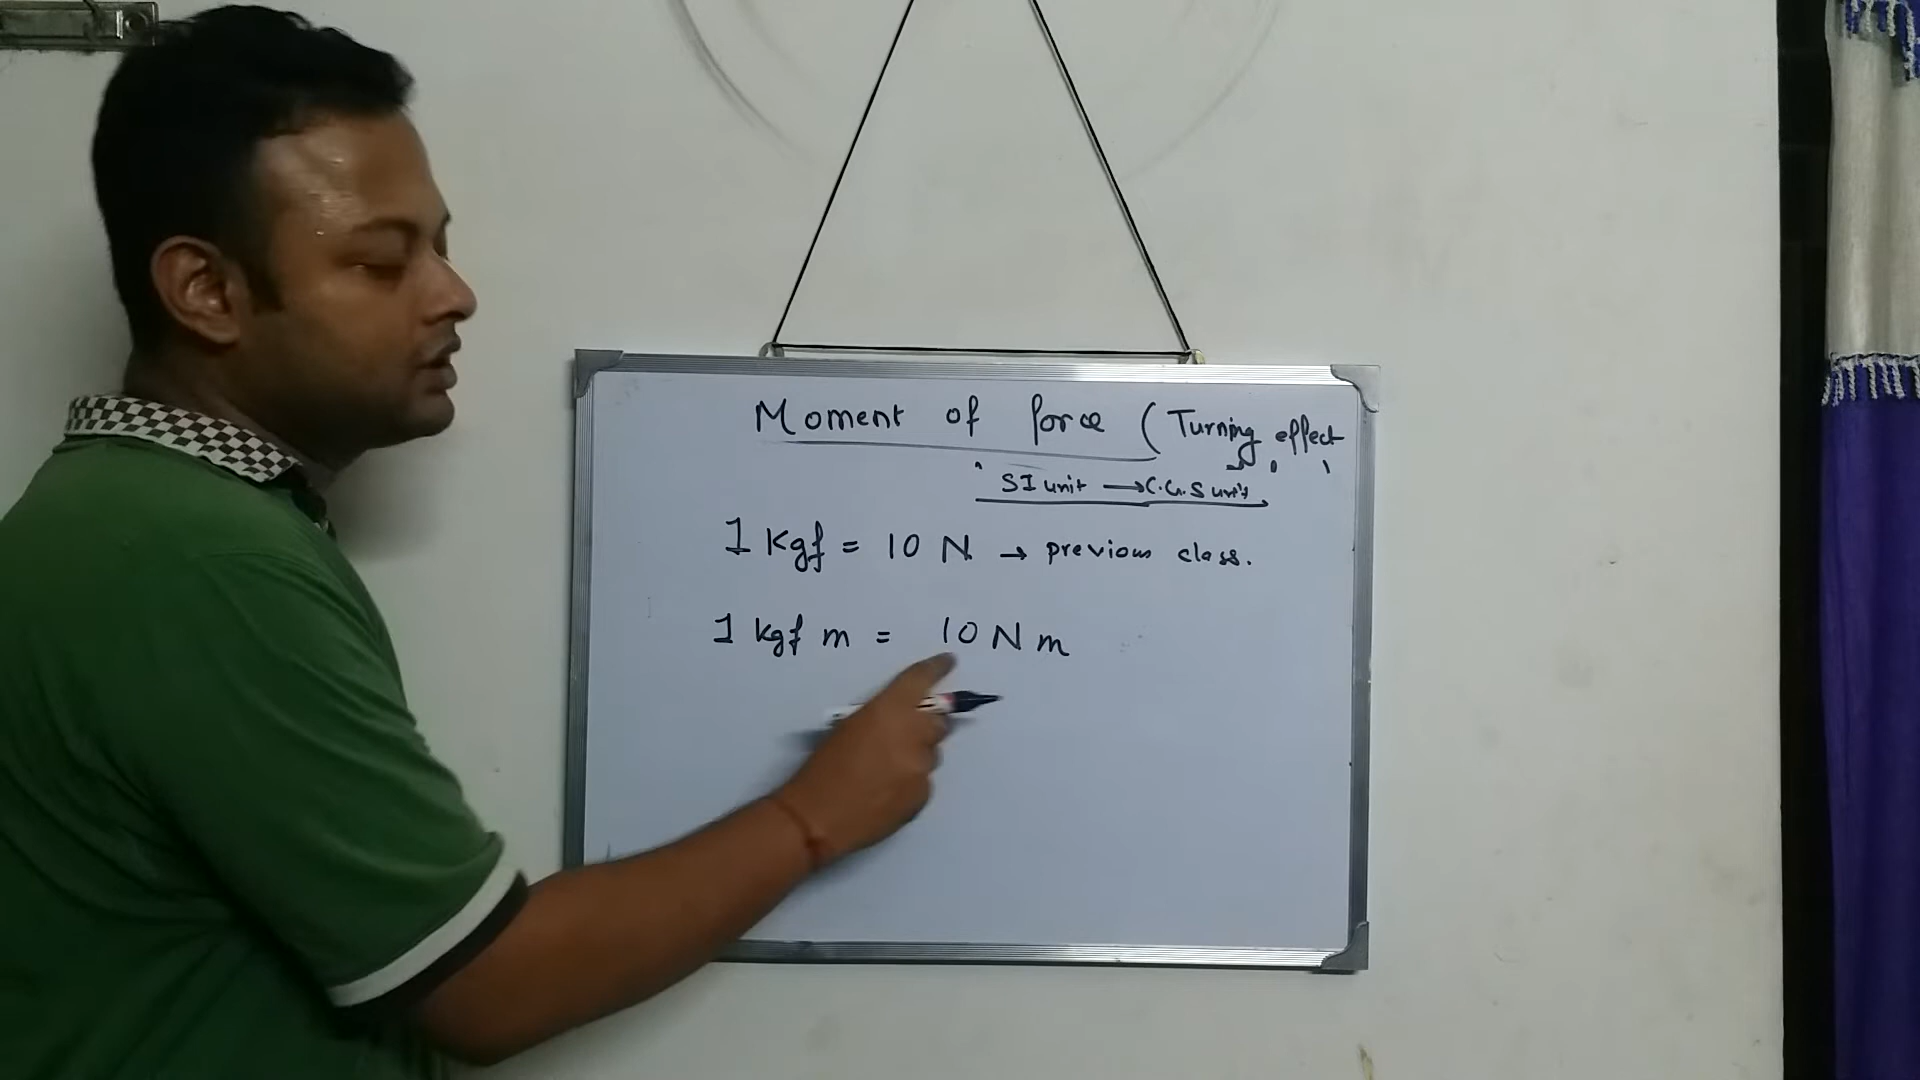 Moment of force (Turning effect
SI unit → C.G.S unit
1 Kgf = 10 N → previous class.
1 kgf m = 10 N m